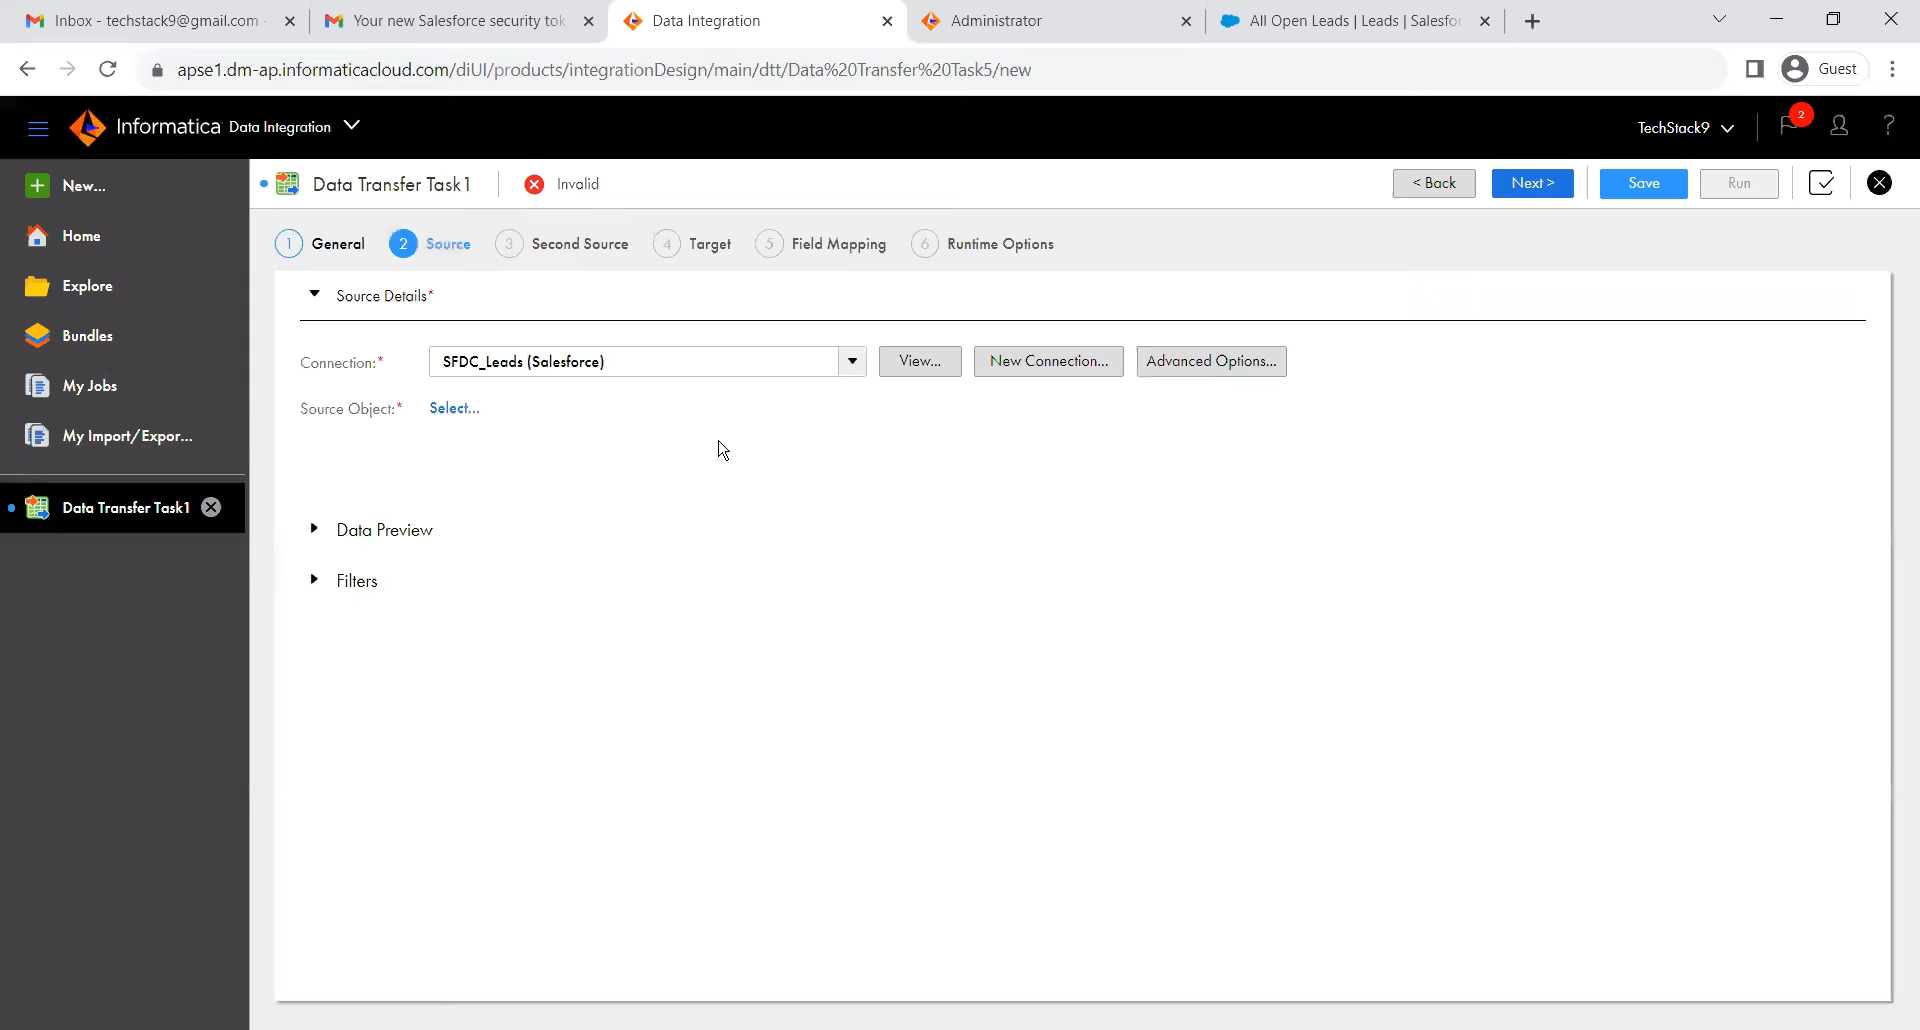 Inbox - techstack9@gmail.com -
Your new Salesforce security tok
Data Integration
Administrator
All Open Leads | Leads | Salesfor
apse1.dm-ap.informaticacloud.com/diUI/products/integrationDesign/main/dtt/Data%20Transfer%20Task5/new
Guest
Informatica Data Integration
TechStack9
2
?
New...
Home
Explore
Bundles
My Jobs
My Import/Expor...
Data Transfer Task1
Data Transfer Task1
Invalid
< Back
Next >
Save
Run
1 General
2 Source
3 Second Source
4 Target
5 Field Mapping
6 Runtime Options
Source Details*
Connection:*
SFDC_Leads (Salesforce)
View...
New Connection...
Advanced Options...
Source Object:*
Select...
Data Preview
Filters